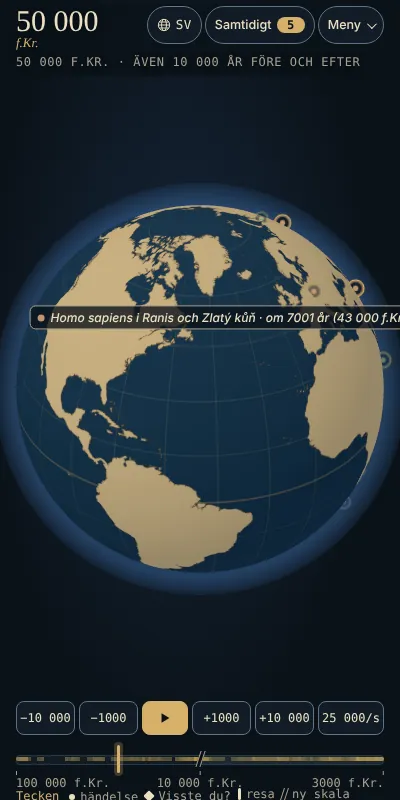 50 000
f.Kr.
SV
Samtidigt 5
Meny
50 000 F.KR. · ÄVEN 10 000 ÅR FÖRE OCH EFTER
Homo sapiens i Ranis och Zlatý kůň · om 7001 år (43 000 f.Kr
−10 000
−1000
+1000
+10 000
25 000/s
100 000 f.Kr.
10 000 f.Kr.
3000 f.Kr.
Tecken händelse Visste du? resa // ny skala